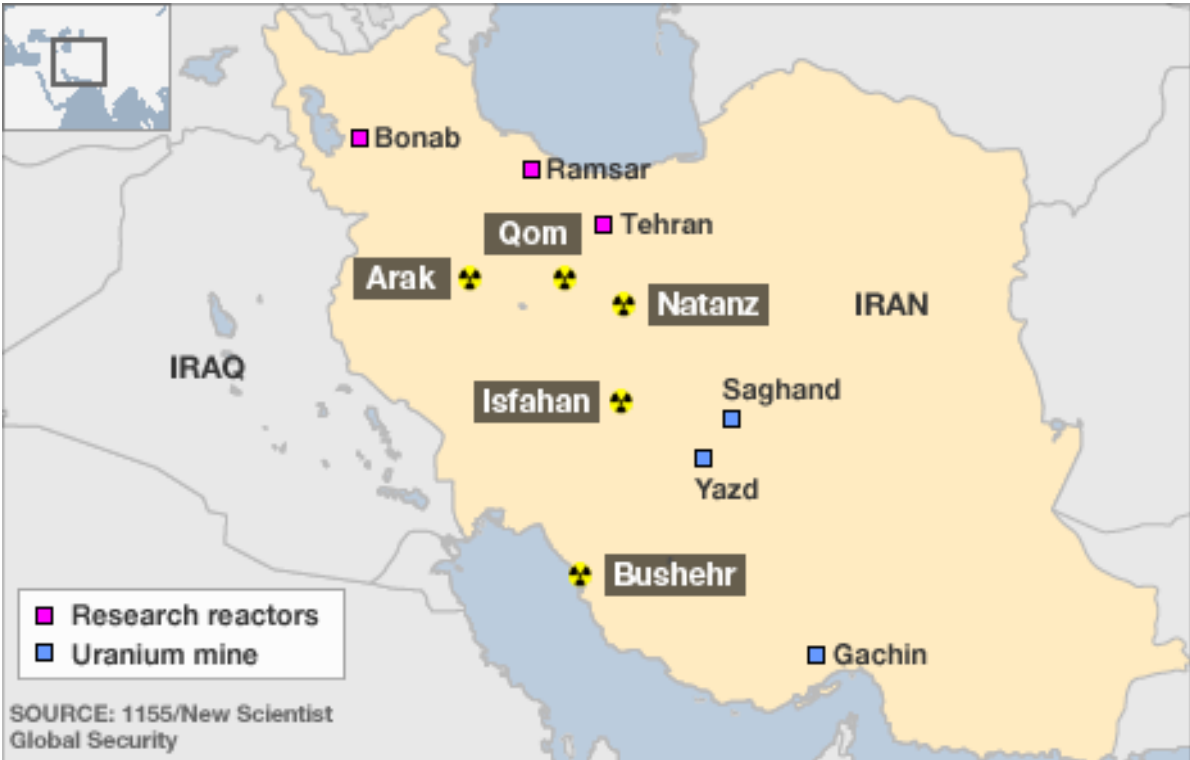 Bonab
Ramsar
Qom
Tehran
Arak
Natanz
IRAN
IRAQ
Saghand
Isfahan
Yazd
Bushehr
Research reactors
Uranium mine
Gachin
SOURCE: 1155/New Scientist
Global Security